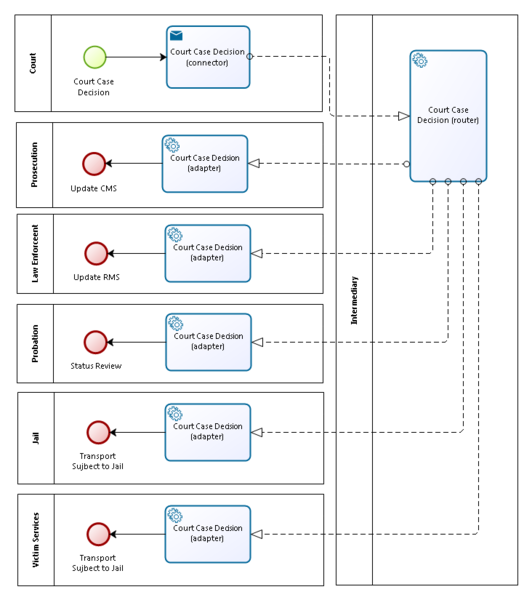 Court
Court Case
Decision
Court Case Decision
(connector)
Intermediary
Court Case
Decision (router)
Prosecution
Update CMS
Court Case Decision
(adapter)
Law Enforceent
Update RMS
Court Case Decision
(adapter)
Probation
Status Review
Court Case Decision
(adapter)
Jail
Transport
Sujbect to Jail
Court Case Decision
(adapter)
Victim Services
Transport
Sujbect to Jail
Court Case Decision
(adapter)